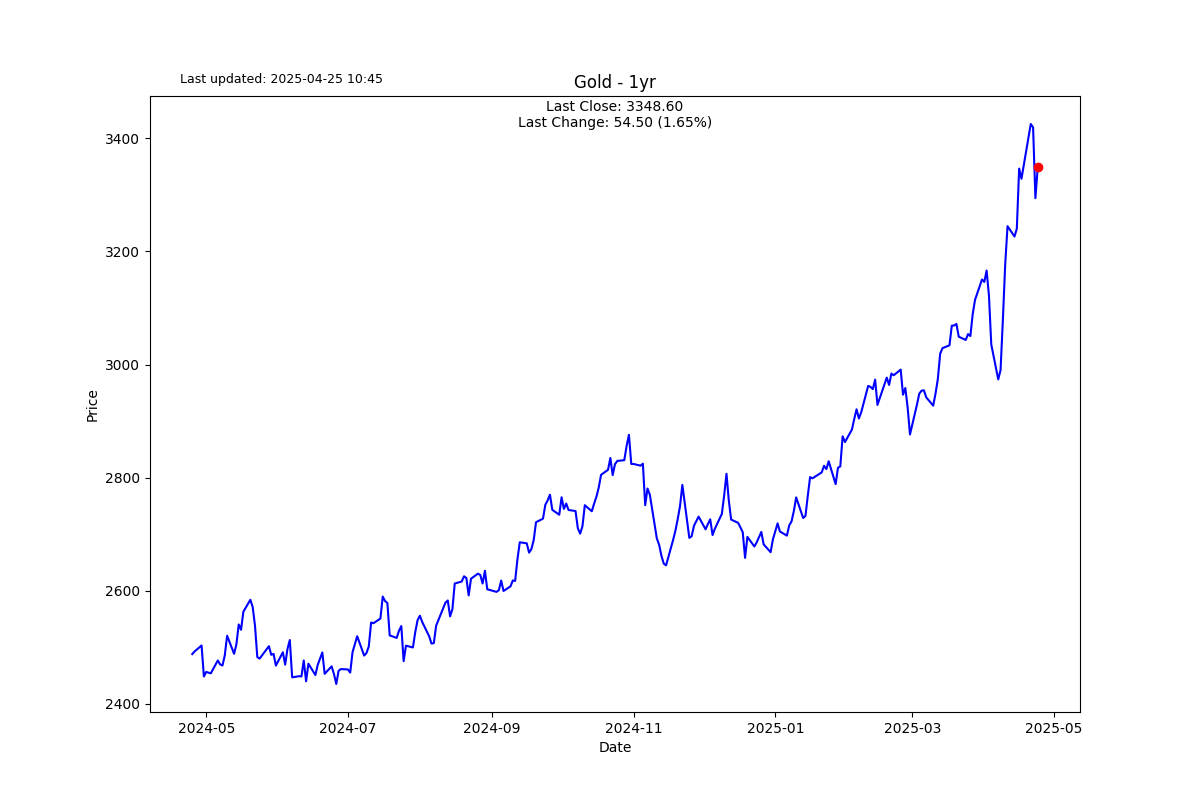 Last updated: 2025-04-25 10:45
Gold - 1yr
Last Close: 3348.60
Last Change: 54.50 (1.65%)
3400
3200
3000
2800
2600
2400
Price
2024-05
2024-07
2024-09
2024-11
2025-01
2025-03
2025-05
Date